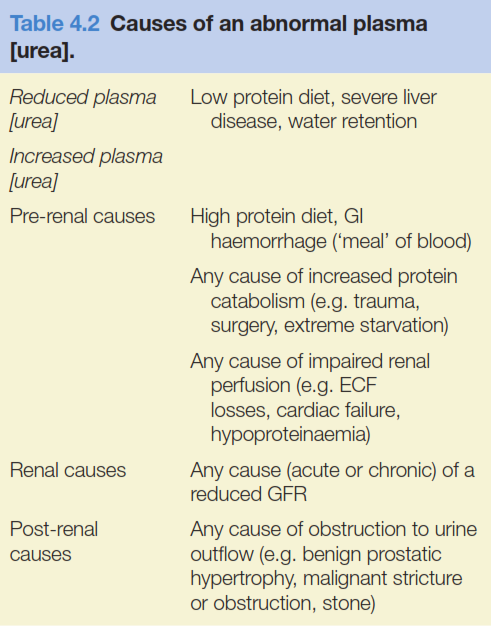 Table 4.2 Causes of an abnormal plasma
[urea].
Reduced plasma Low protein diet, severe liver
[urea] disease, water retention
Increased plasma
[urea]
Pre-renal causes High protein diet, GI
haemorrhage (‘meal’ of blood)
Any cause of increased protein
catabolism (e.g. trauma,
surgery, extreme starvation)
Any cause of impaired renal
perfusion (e.g. ECF
losses, cardiac failure,
hypoproteinaemia)
Renal causes Any cause (acute or chronic) of a
reduced GFR
Post-renal Any cause of obstruction to urine
causes outflow (e.g. benign prostatic
hypertrophy, malignant stricture
or obstruction, stone)